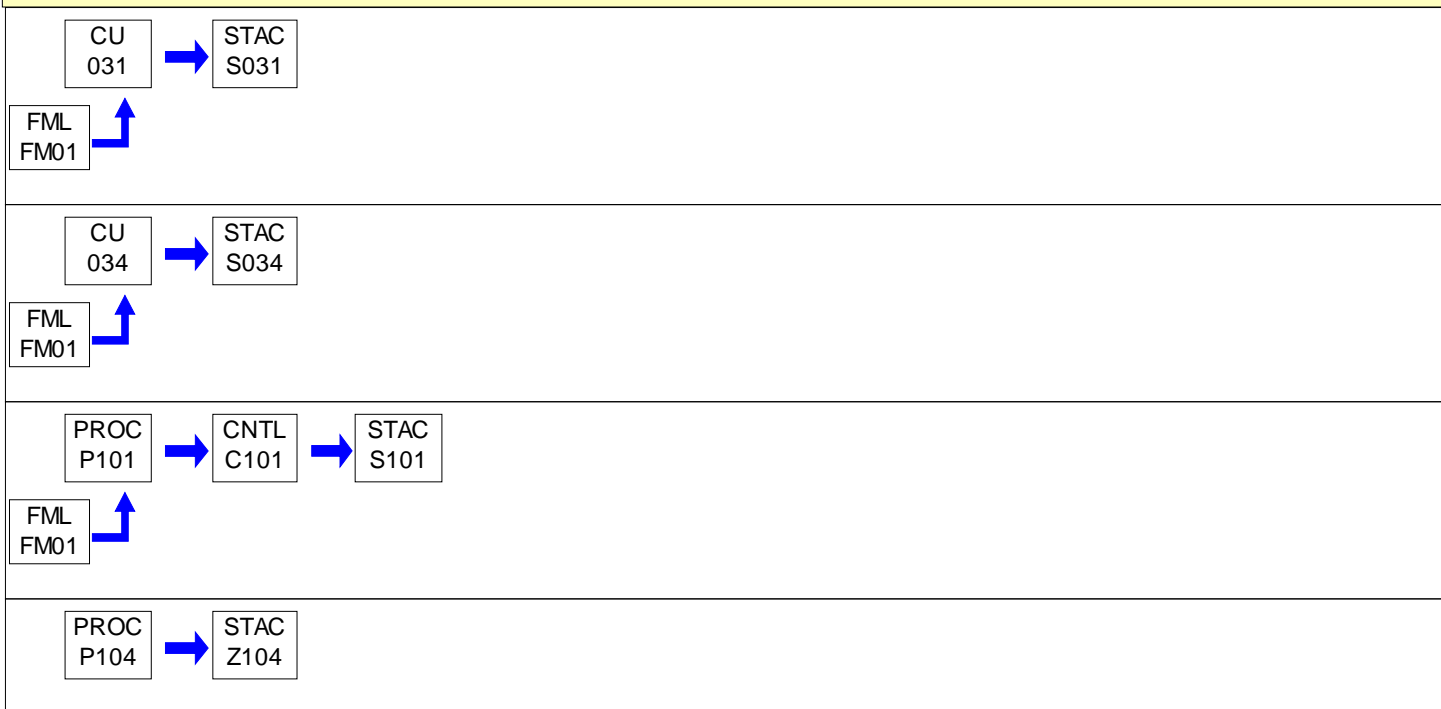 CU
031
STAC
S031
FML
FM01
CU
034
STAC
S034
FML
FM01
PROC
P101
CNTL
C101
STAC
S101
FML
FM01
PROC
P104
STAC
Z104